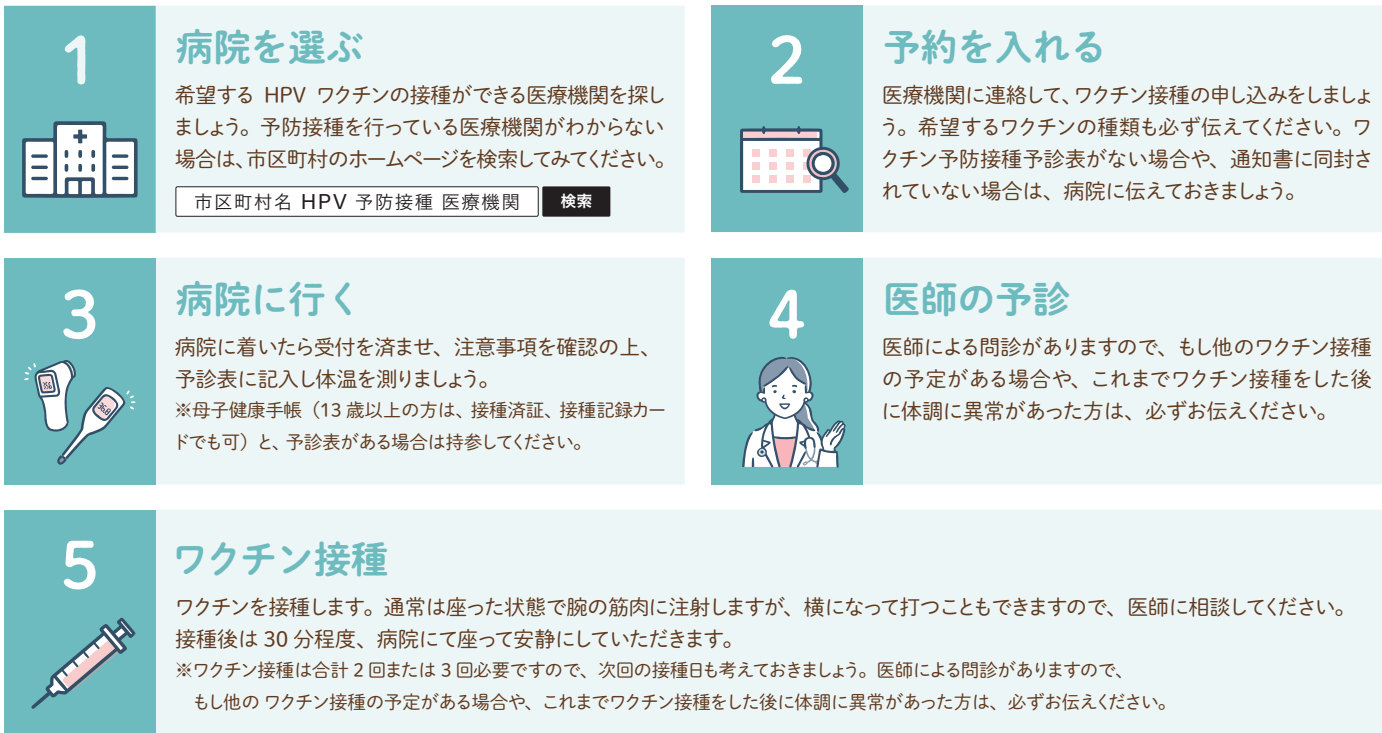 1
病院を選ぶ
希望する HPV ワクチンの接種ができる医療機関を探し
ましょう。予防接種を行っている医療機関がわからない
場合は、市区町村のホームページを検索してみてください。
市区町村名 HPV 予防接種 医療機関 検索
2
予約を入れる
医療機関に連絡して、ワクチン接種の申し込みをしましょ
う。希望するワクチンの種類も必ず伝えてください。ワ
クチン予防接種予診表がない場合や、通知書に同封さ
れていない場合は、病院に伝えておきましょう。
3
36.6
36.8
病院に行く
病院に着いたら受付を済ませ、注意事項を確認の上、
予診表に記入し体温を測りましょう。
※母子健康手帳（13 歳以上の方は、接種済証、接種記録カー
ドでも可）と、予診表がある場合は持参してください。
4
医師の予診
医師による問診がありますので、もし他のワクチン接種
の予定がある場合や、これまでワクチン接種をした後
に体調に異常があった方は、必ずお伝えください。
5
ワクチン接種
ワクチンを接種します。通常は座った状態で腕の筋肉に注射しますが、横になって打つこともできますので、医師に相談してください。
接種後は 30 分程度、病院にて座って安静にしていただきます。
※ワクチン接種は合計 2 回または 3 回必要ですので、次回の接種日も考えておきましょう。医師による問診がありますので、
もし他の ワクチン接種の予定がある場合や、これまでワクチン接種をした後に体調に異常があった方は、必ずお伝えください。